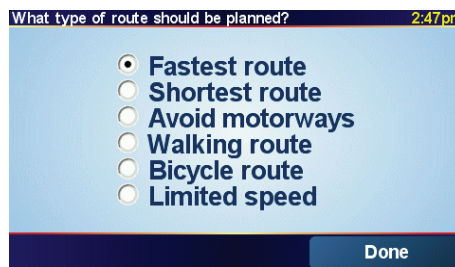 What type of route should be planned? 2:47pm
Fastest route
Shortest route
Avoid motorways
Walking route
Bicycle route
Limited speed
Done